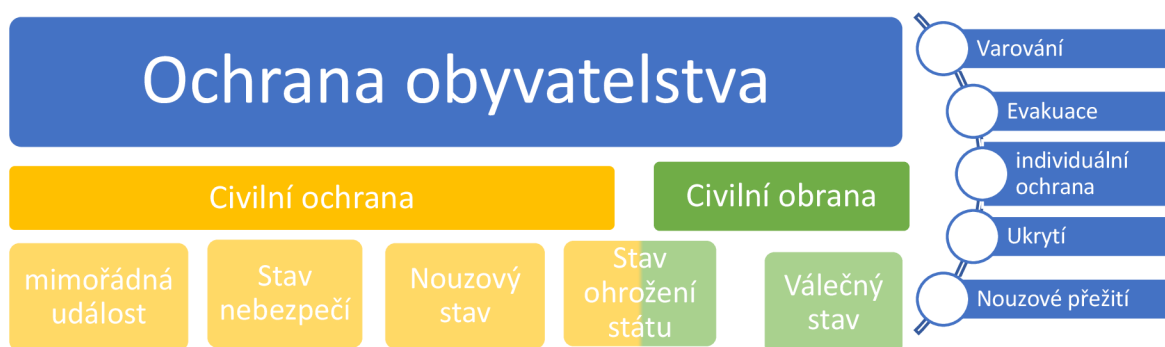 Ochrana obyvatelstva
Civilní ochrana
Civilní obrana
mimořádná
událost
Stav
nebezpečí
Nouzový
stav
Stav
ohrožení
státu
Válečný
stav
Varování
Evakuace
individuální
ochrana
Ukrytí
Nouzové přežití